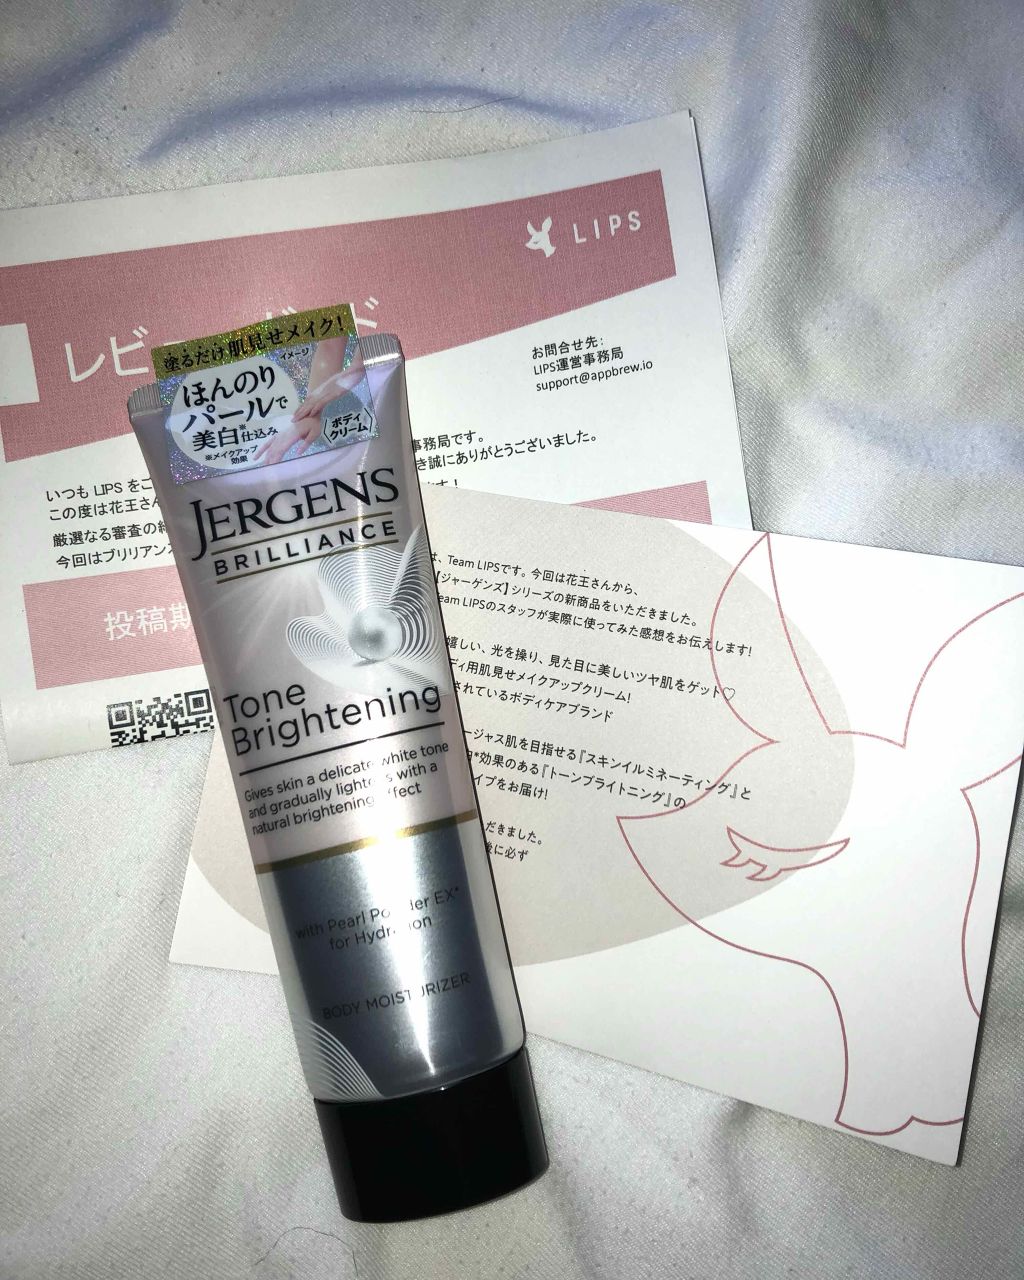 LIPS
レビューガイド
お問合せ先:
LIPS運営事務局
support@appbrew.io
事務局です。
き誠にありがとうございました。
いつも LIPS をご
この度は花王さん
厳選なる審査の結
今回はブリリアンス
投稿期
塗るだけ肌見せメイク!
イメージ
ほんのり
パールで
美白※仕込み
※メイクアップ
効果
ボディ
クリーム
JERGENS
BRILLIANCE
Tone
Brightening
Gives skin a delicate white tone
and gradually lightens with a
natural brightening effect
with Pearl Powder EX*
for Hydration
BODY MOISTURIZER
、Team LIPSです。今回は花王さんから、
【ジャーゲンズ】シリーズの新商品をいただきました。
Team LIPSのスタッフが実際に使ってみた感想をお伝えします!
嬉しい、光を操り、見た目に美しいツヤ肌をゲット♡
ディ用肌見せメイクアップクリーム!
されているボディケアブランド
ージャス肌を目指せる『スキンイルミネーティング』と
*効果のある『トーンブライトニング』の
イプをお届け!
だきました。
後に必ず